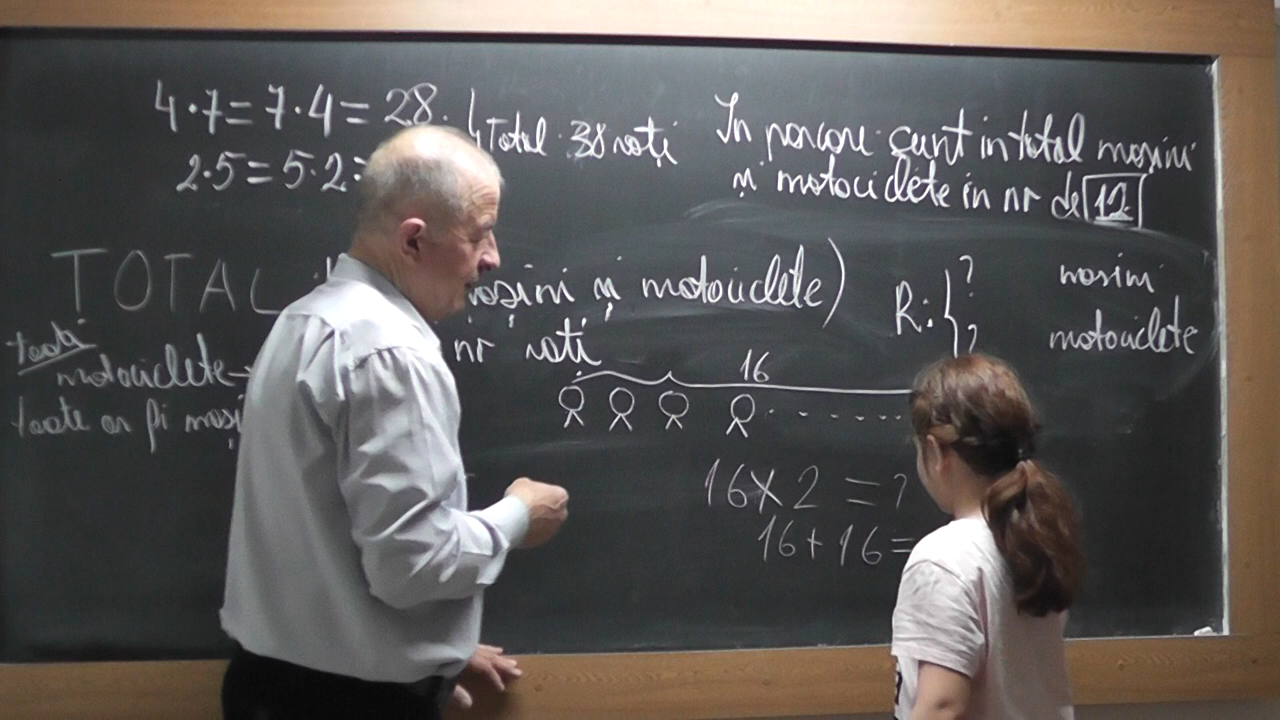 4·7=7·4=28.
2·5=5·2=
Total 38 roți
In parcare sunt in total mașini
și motociclete in nr de 12
TOTAL mașini și motociclete)
nr roți
R: { ?
?
mașini
motociclete
toate
motociclete
toate ar fi mași
16
16×2=?
16+16=